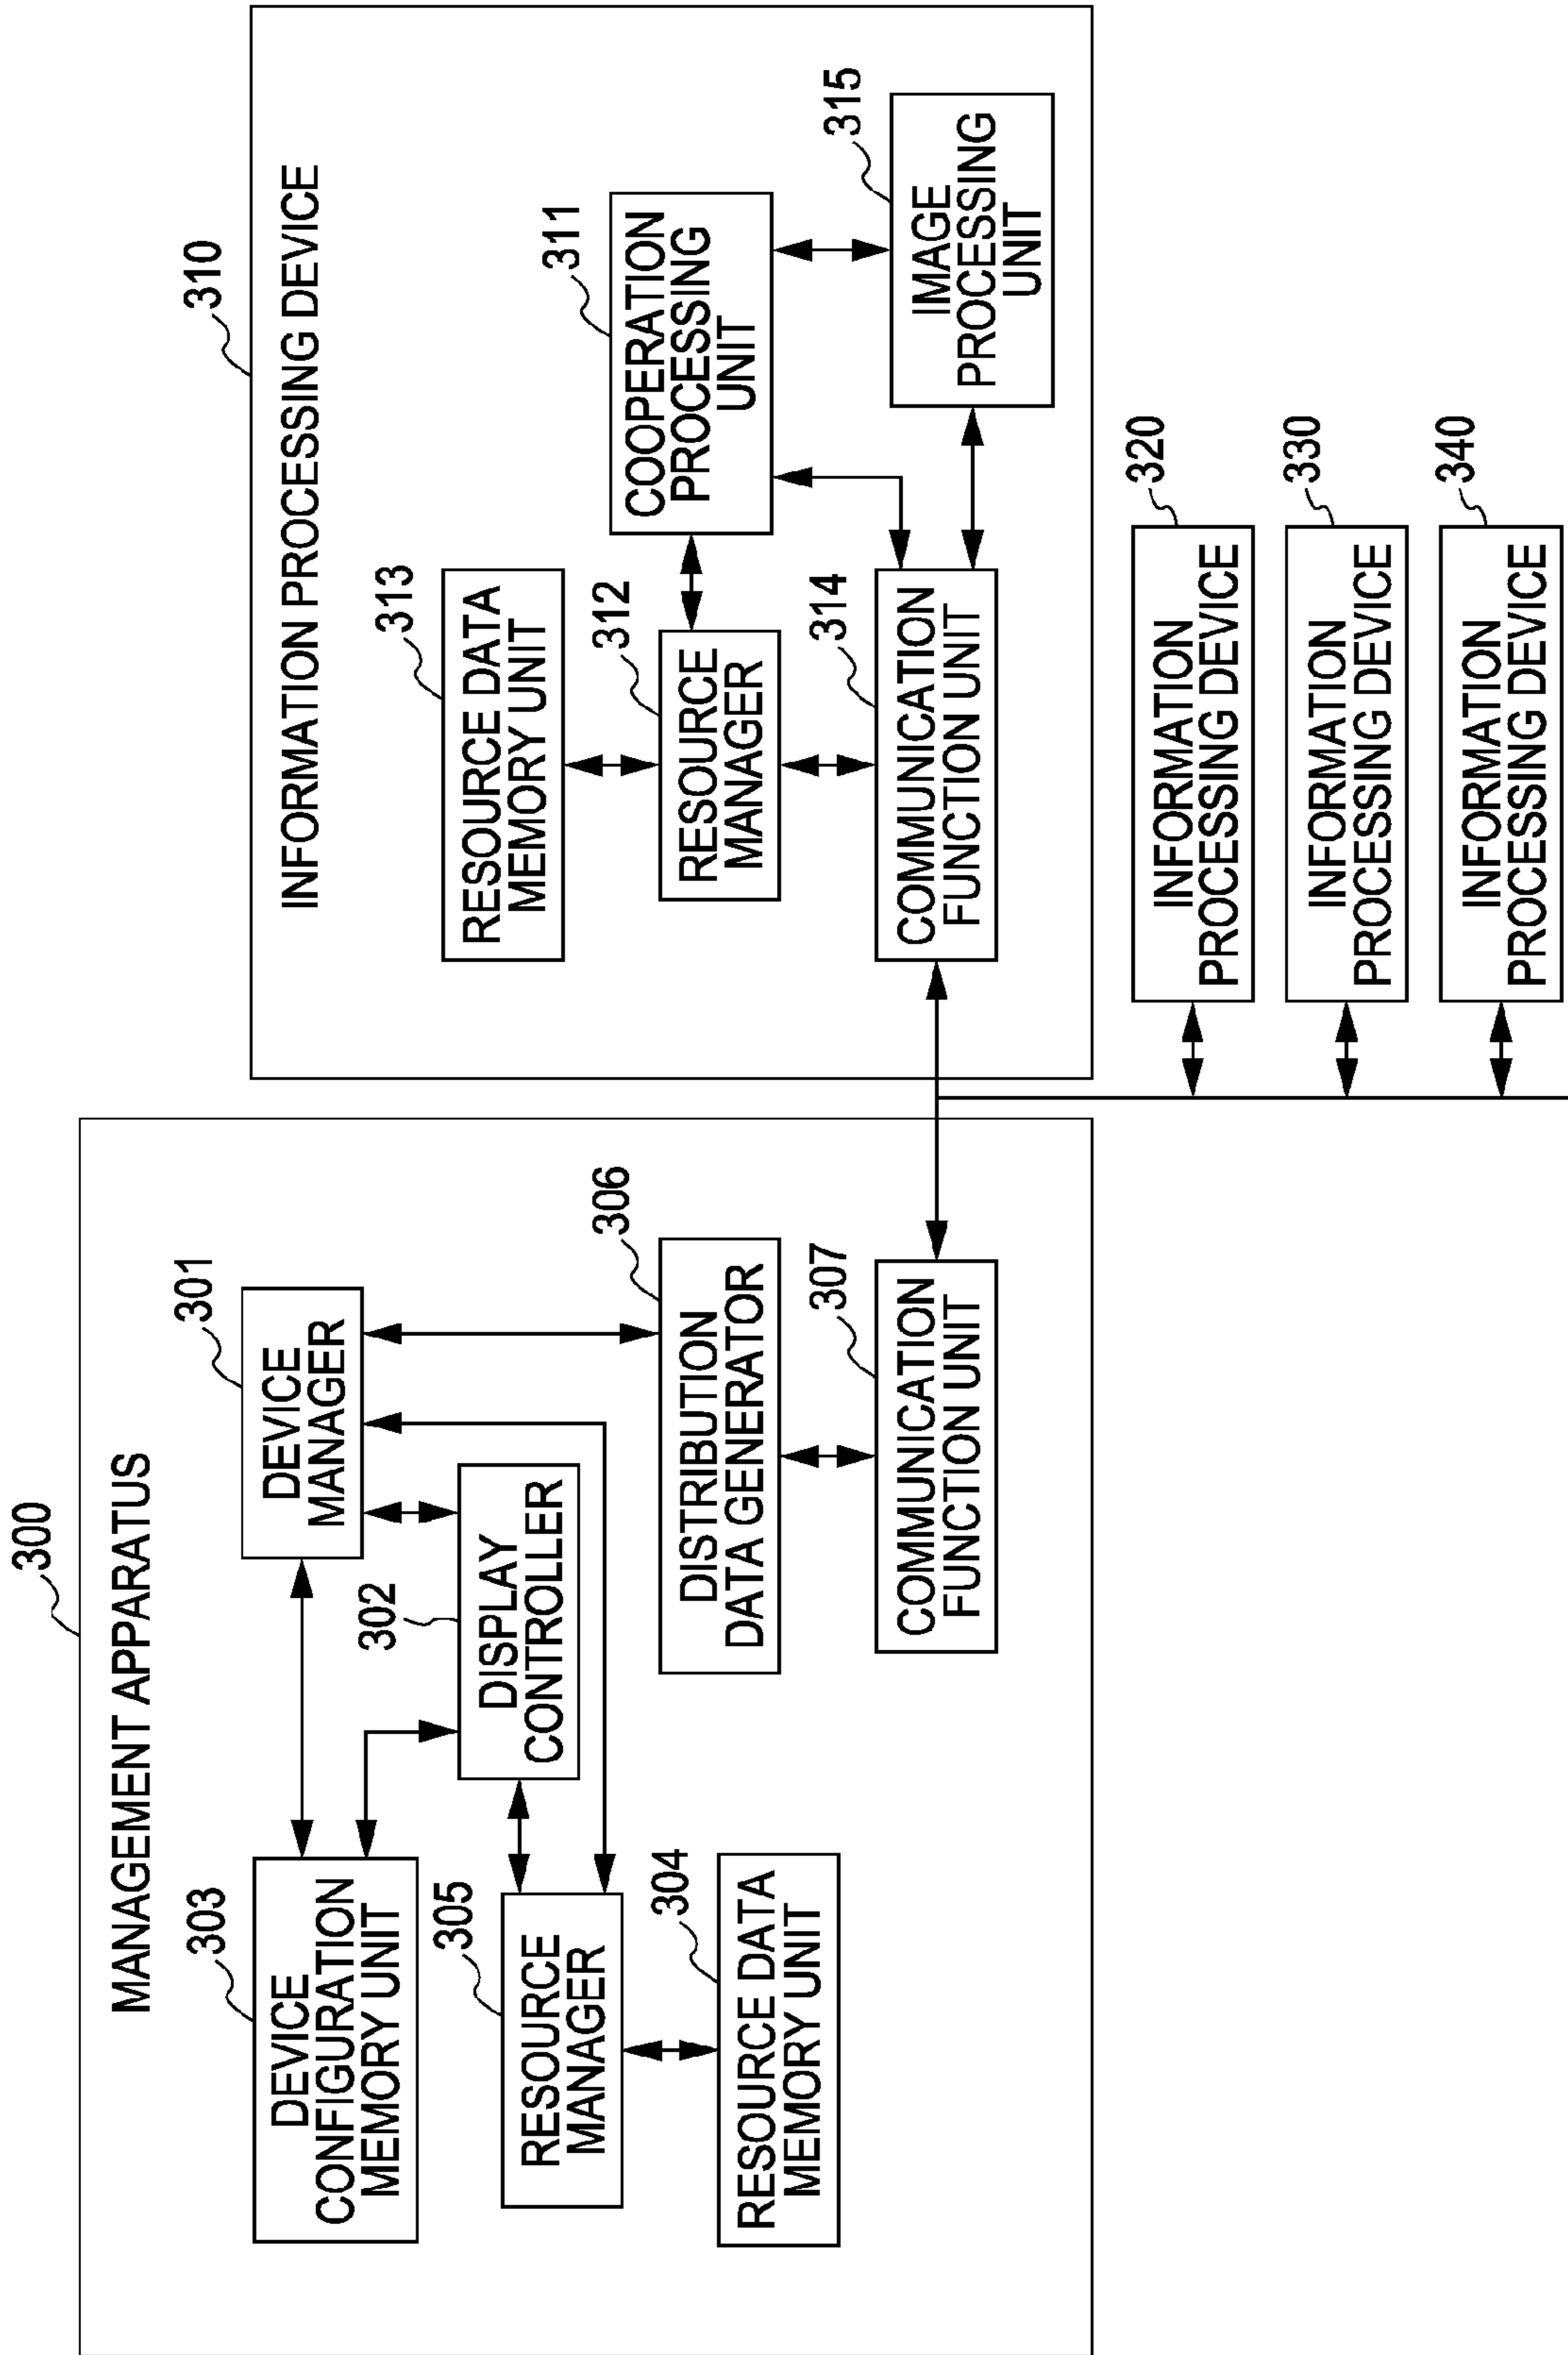 300
MANAGEMENT APPARATUS
303
DEVICE
CONFIGURATION
MEMORY UNIT
301
DEVICE
MANAGER
302
DISPLAY
CONTROLLER
305
RESOURCE
MANAGER
304
RESOURCE DATA
MEMORY UNIT
306
DISTRIBUTION
DATA GENERATOR
307
COMMUNICATION
FUNCTION UNIT
310
INFORMATION PROCESSING DEVICE
313
RESOURCE DATA
MEMORY UNIT
311
COOPERATION
PROCESSING
UNIT
312
RESOURCE
MANAGER
314
COMMUNICATION
FUNCTION UNIT
315
IMAGE
PROCESSING
UNIT
320
INFORMATION
PROCESSING DEVICE
330
INFORMATION
PROCESSING DEVICE
340
INFORMATION
PROCESSING DEVICE